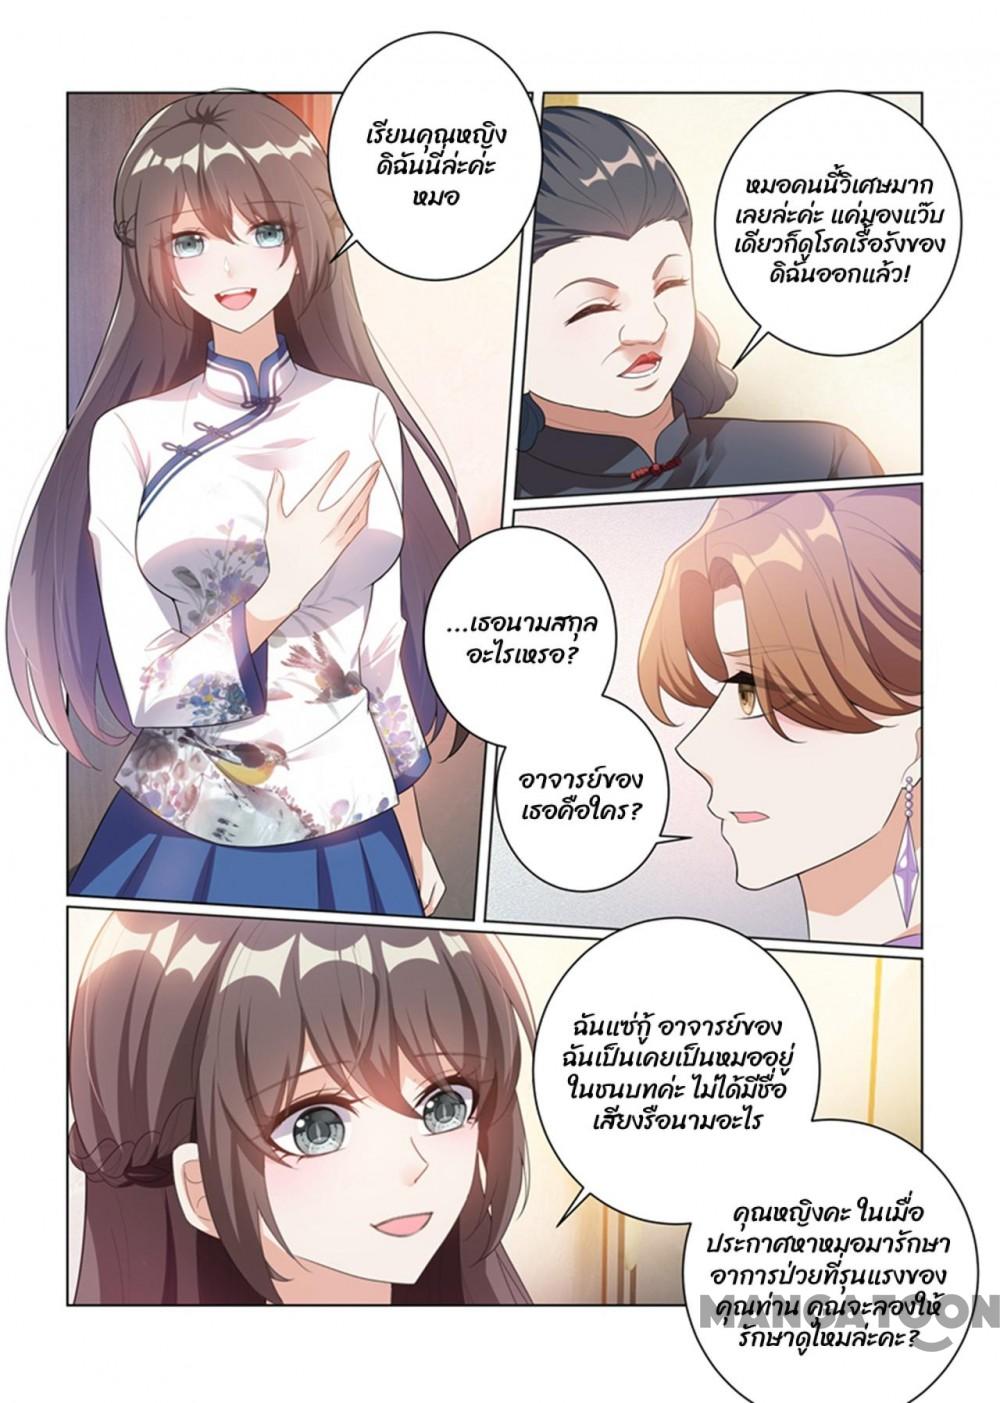 เรียนคุณหญิง
ดิฉันนี่ล่ะค่ะ
หมอ
หมอคนนี้วิเศษมาก
เลยล่ะค่ะ แค่มองแว๊บ
เดียวก็ดูโรคเรื้อรังของ
ดิฉันออกแล้ว!
...เธอนามสกุล
อะไรเหรอ?
อาจารย์ของ
เธอคือใคร?
ฉันแซ่กู้ อาจารย์ของ
ฉันเป็นเคยเป็นหมออยู่
ในชนบทค่ะ ไม่ได้มีชื่อ
เสียงรือนามอะไร
คุณหญิงคะ ในเมื่อ
ประกาศหาหมอมารักษา
อาการป่วยที่รุนแรงของ
คุณท่าน คุณจะลองให้
รักษาดูไหมล่ะคะ?
MANGATOON